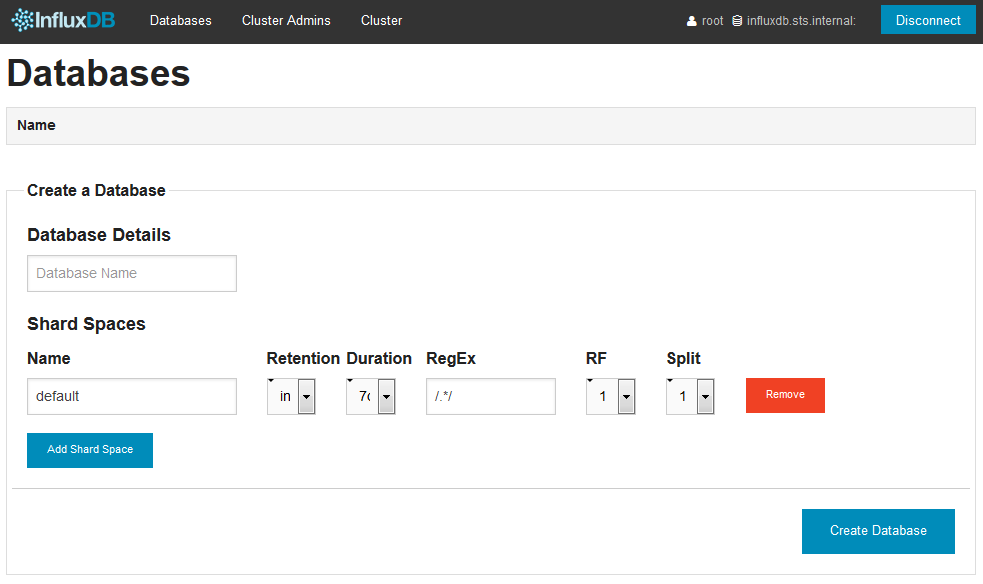 InfluxDB Databases Cluster Admins Cluster root influxdb.sts.internal: Disconnect
Databases
Name
Create a Database
Database Details
Database Name
Shard Spaces
Name Retention Duration RegEx RF Split
default in 7d /.*/ 1 1 Remove
Add Shard Space
Create Database